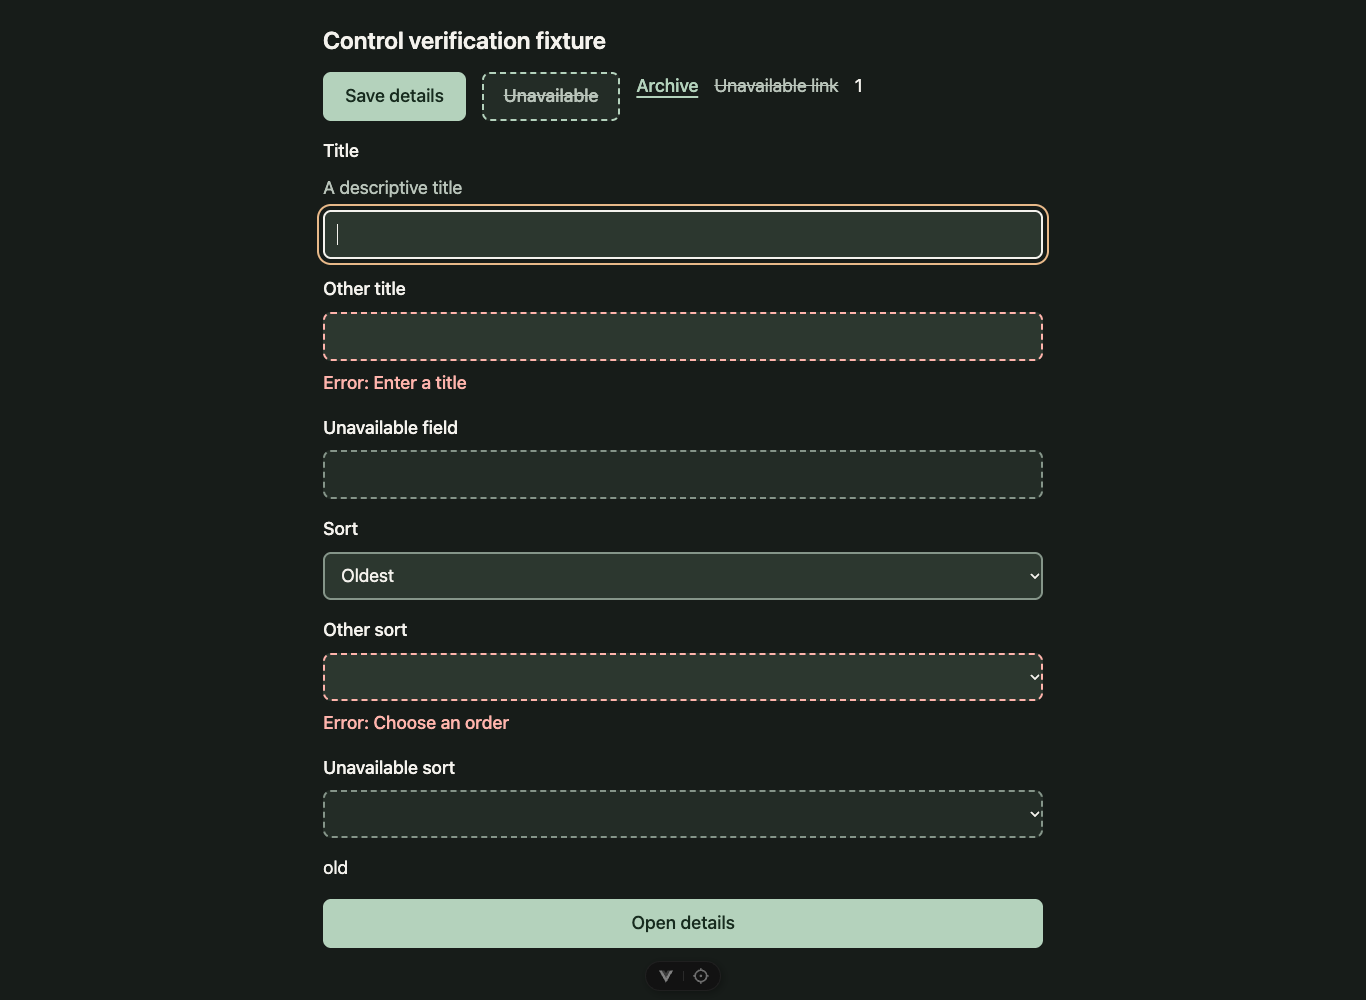 Control verification fixture
Save details Unavailable Archive Unavailable link 1
Title
A descriptive title
Other title
Error: Enter a title
Unavailable field
Sort
Oldest
Other sort
Error: Choose an order
Unavailable sort
old
Open details